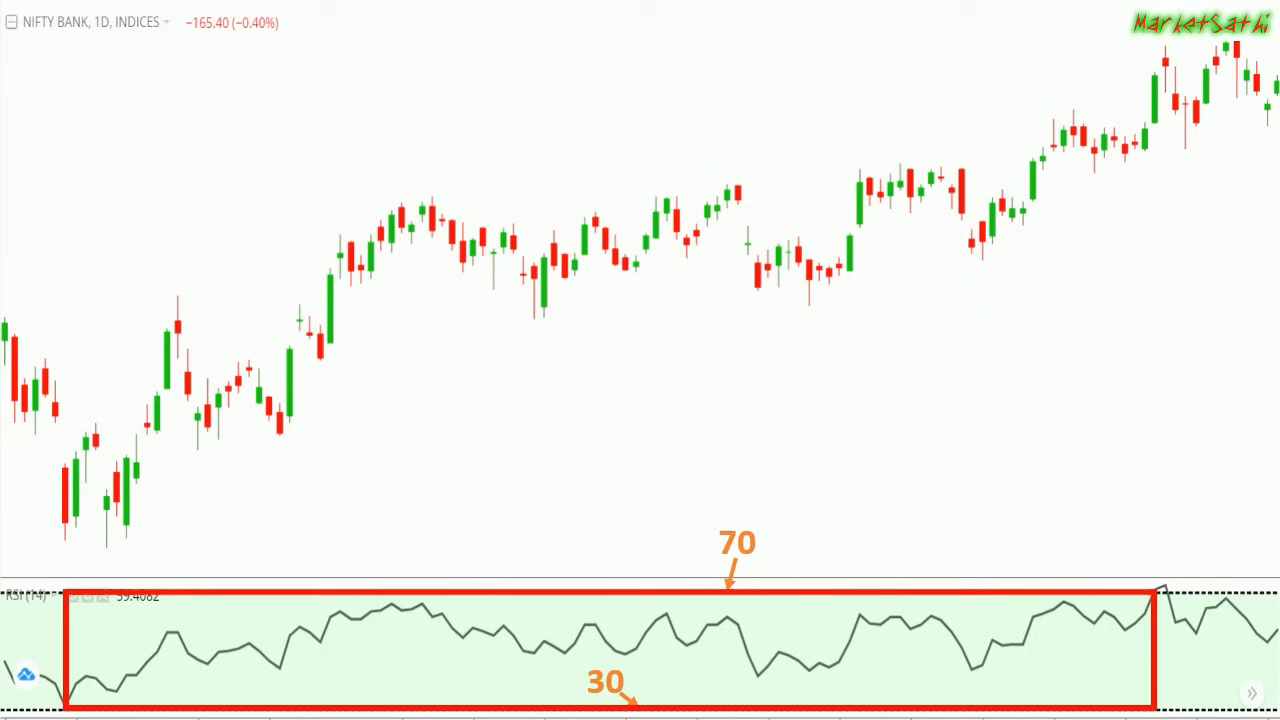 NIFTY BANK, 1D, INDICES
−165.40 (−0.40%)
MarketSathi
70
RSI (14)
59.4082
30